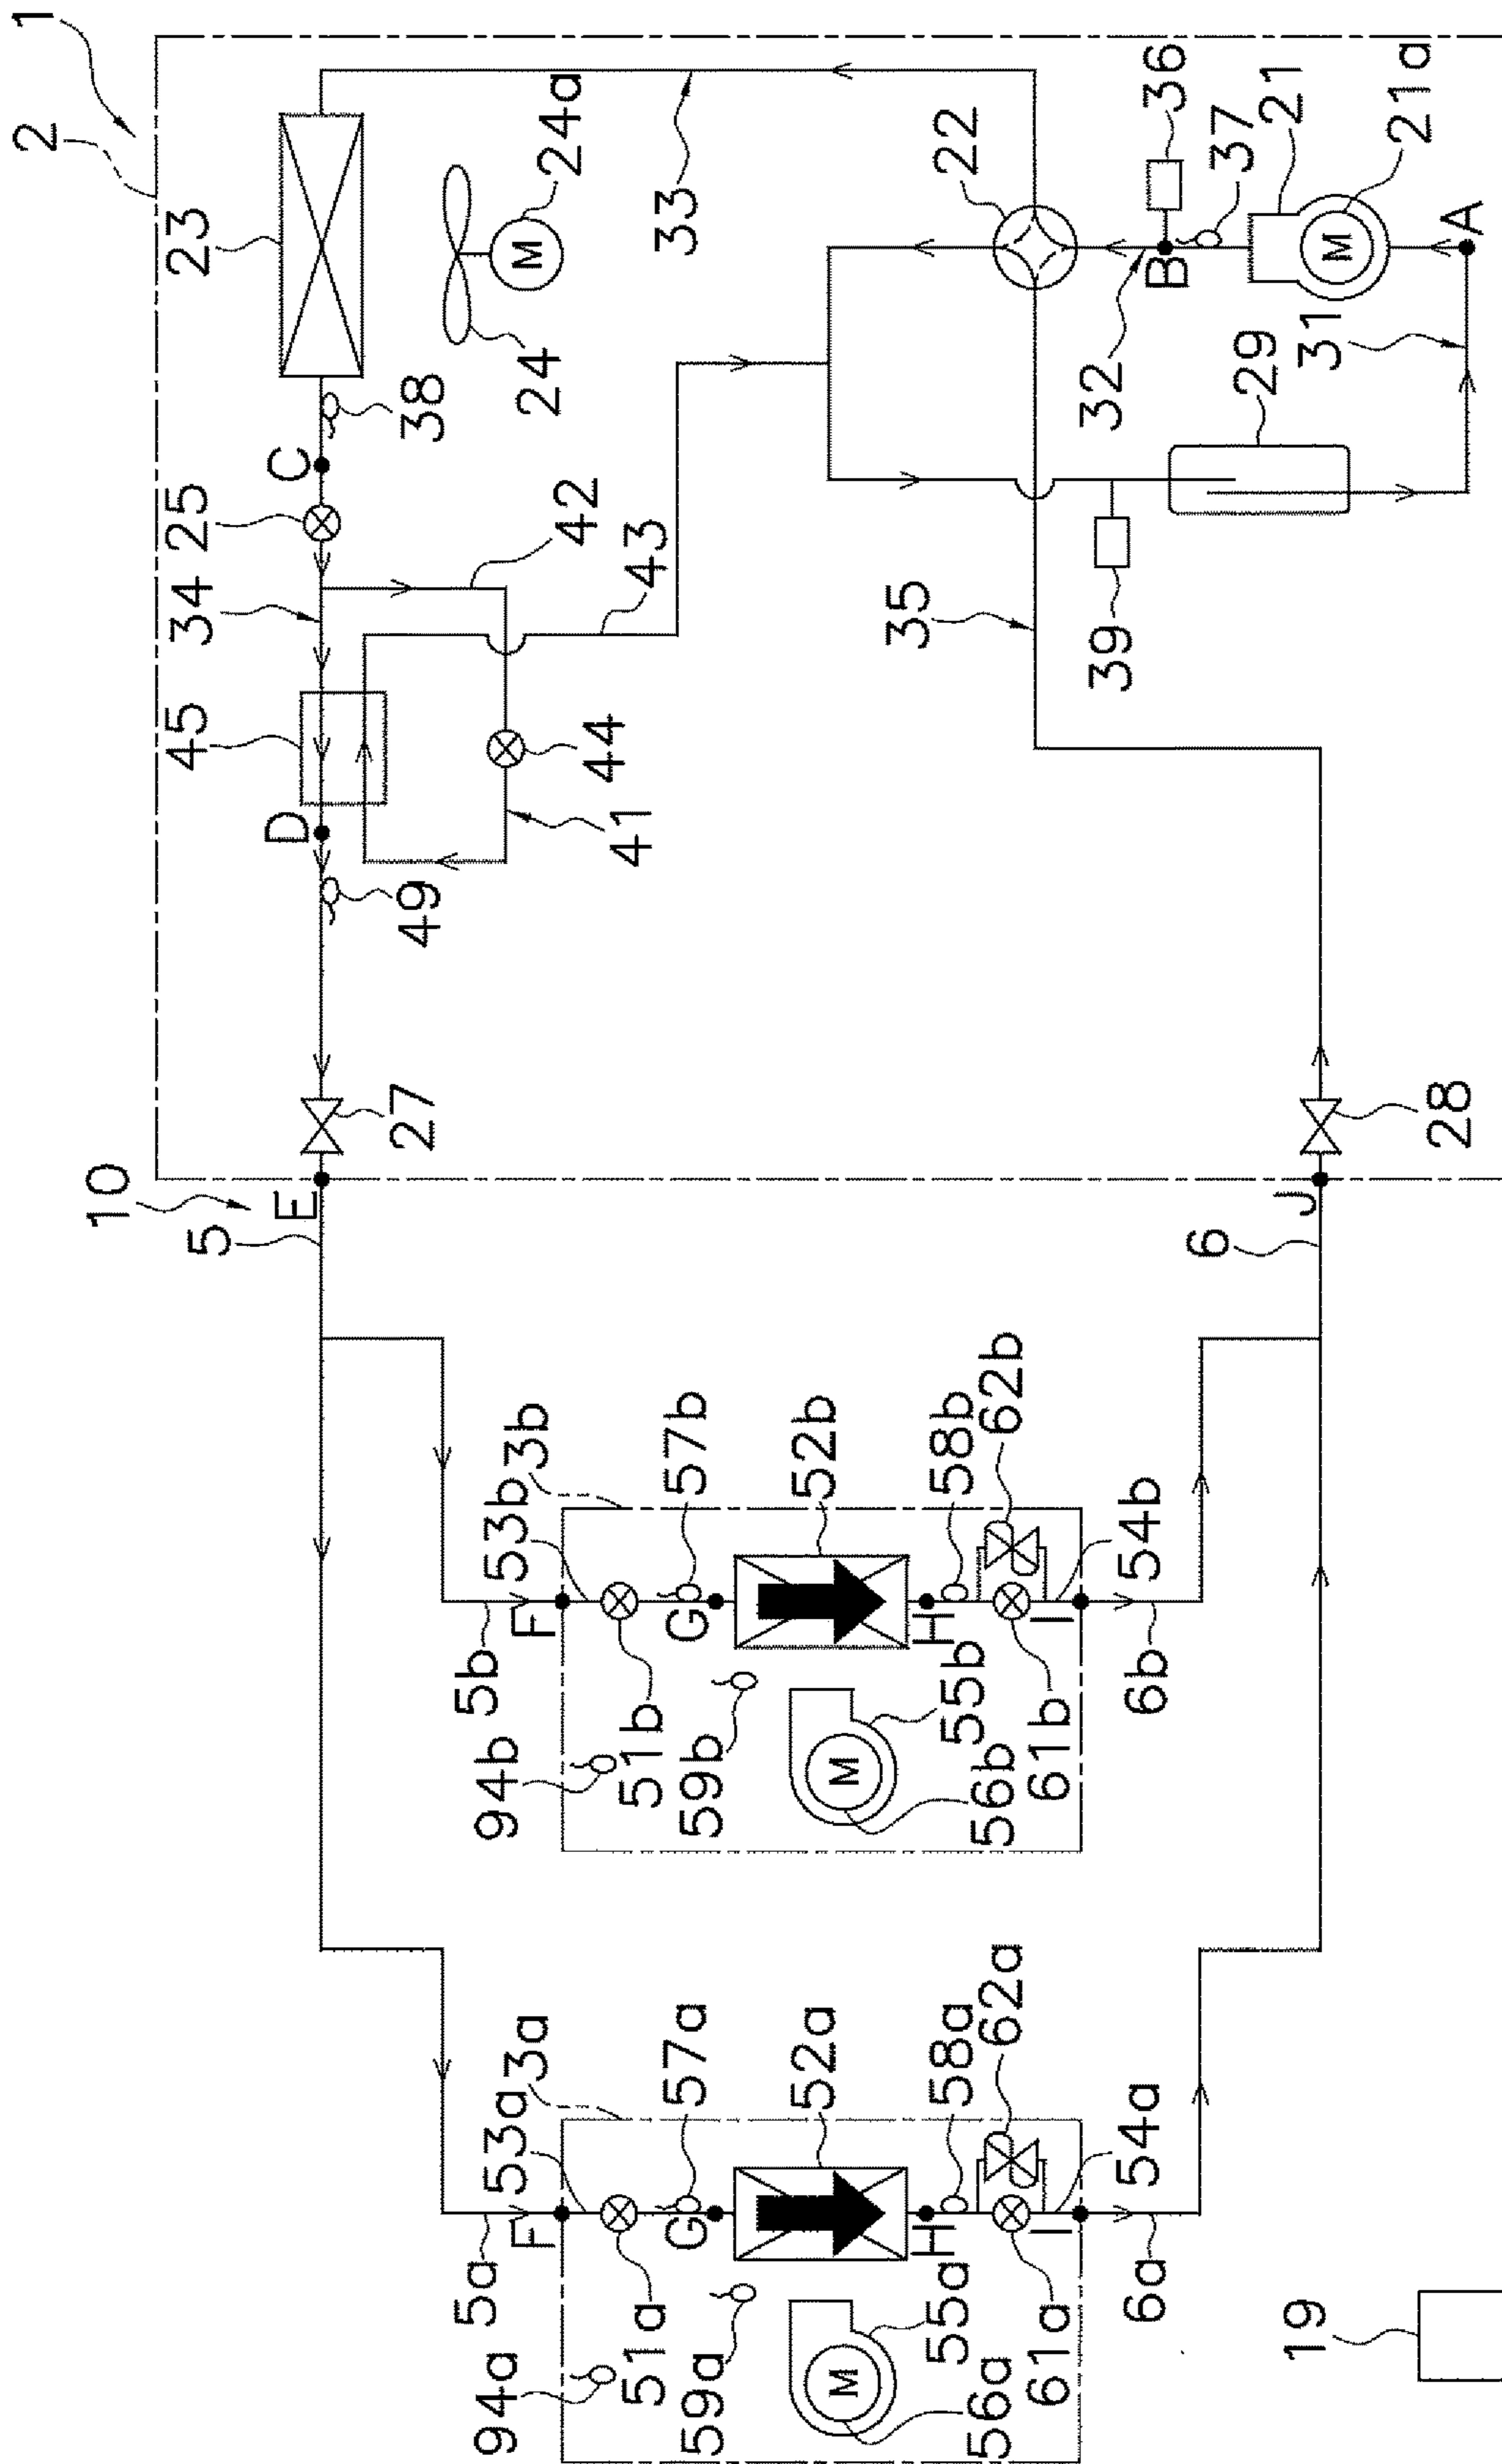 1
2
10
45 34 25 23
5
E D C
27 49 38
94a 5a 94b 5b
F 53a 3a F 53b 3b M
24 24a
42
44
51a 51b 41 43
59a G 57a 59b G 57b 33
52a 52b
M M
35
55a H 58a 55b H 58b 22
56a 62a 56b 62b
61a I 61b I
39 32
6a 54a 6b 54b
B 36
6
37
29 21
19 J 31
M
21a
28 A